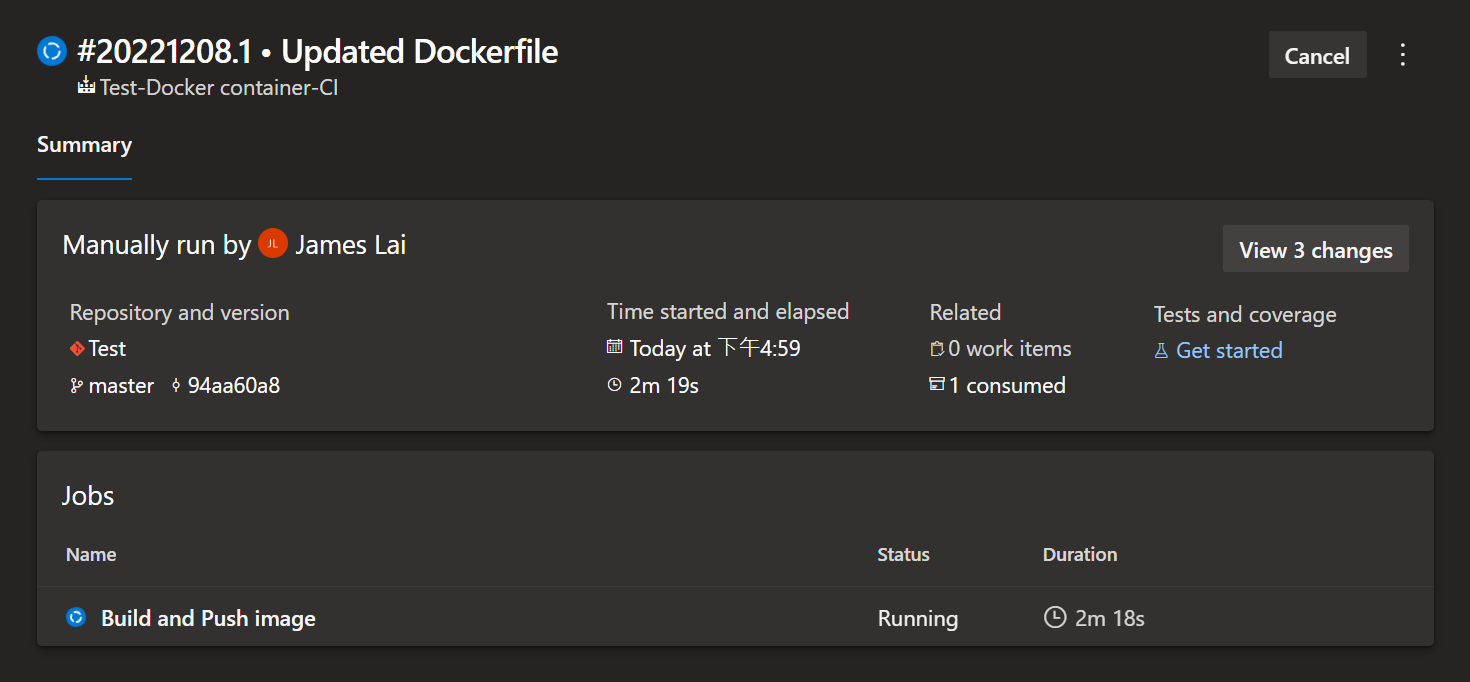 #20221208.1 • Updated Dockerfile
Cancel
Test-Docker container-CI
Summary
Manually run by JL James Lai
View 3 changes
Repository and version
Test
master 94aa60a8
Time started and elapsed
Today at 下午4:59
2m 19s
Related
0 work items
1 consumed
Tests and coverage
Get started
Jobs
Name Status Duration
Build and Push image Running 2m 18s